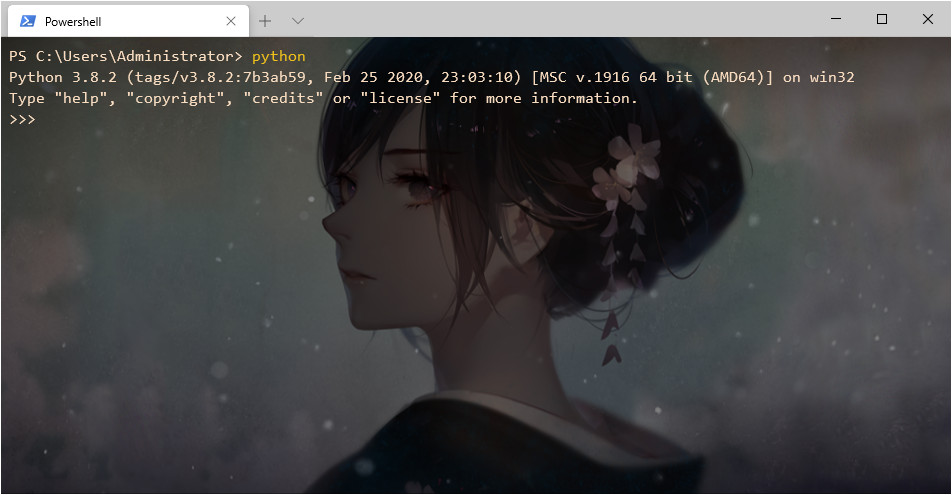 Powershell
PS C:\Users\Administrator> python
Python 3.8.2 (tags/v3.8.2:7b3ab59, Feb 25 2020, 23:03:10) [MSC v.1916 64 bit (AMD64)] on win32
Type "help", "copyright", "credits" or "license" for more information.
>>>